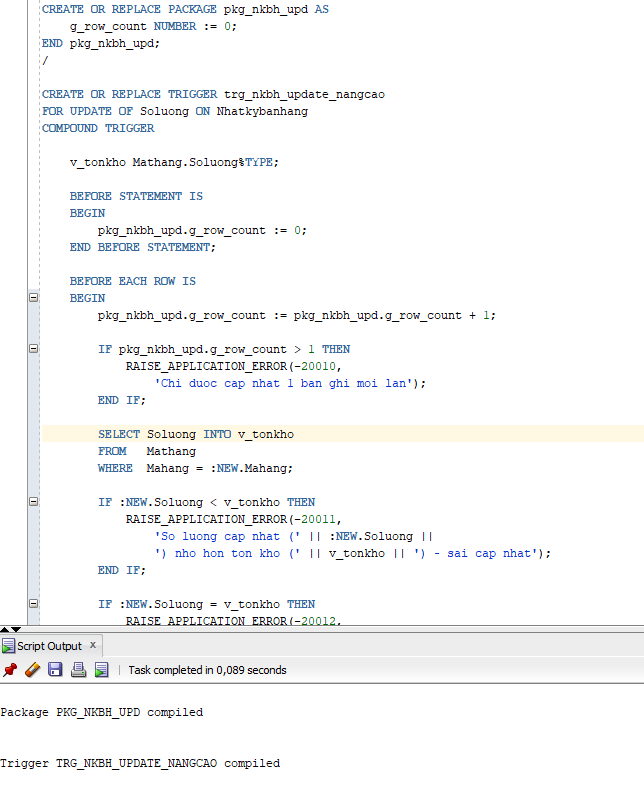 CREATE OR REPLACE PACKAGE pkg_nkbh_upd AS
    g_row_count NUMBER := 0;
END pkg_nkbh_upd;
/
CREATE OR REPLACE TRIGGER trg_nkbh_update_nangcao
FOR UPDATE OF Soluong ON Nhatkybanhang
COMPOUND TRIGGER
    v_tonkho Mathang.Soluong%TYPE;
    BEFORE STATEMENT IS
    BEGIN
        pkg_nkbh_upd.g_row_count := 0;
    END BEFORE STATEMENT;
    BEFORE EACH ROW IS
    BEGIN
        pkg_nkbh_upd.g_row_count := pkg_nkbh_upd.g_row_count + 1;
        IF pkg_nkbh_upd.g_row_count > 1 THEN
            RAISE_APPLICATION_ERROR(-20010,
                'Chi duoc cap nhat 1 ban ghi moi lan');
        END IF;
        SELECT Soluong INTO v_tonkho
        FROM   Mathang
        WHERE  Mahang = :NEW.Mahang;
        IF :NEW.Soluong < v_tonkho THEN
            RAISE_APPLICATION_ERROR(-20011,
                'So luong cap nhat (' || :NEW.Soluong ||
                ') nho hon ton kho (' || v_tonkho || ') - sai cap nhat');
        END IF;
        IF :NEW.Soluong = v_tonkho THEN
            RAISE_APPLICATION_ERROR(-20012,
Script Output x
Task completed in 0,089 seconds
Package PKG_NKBH_UPD compiled
Trigger TRG_NKBH_UPDATE_NANGCAO compiled